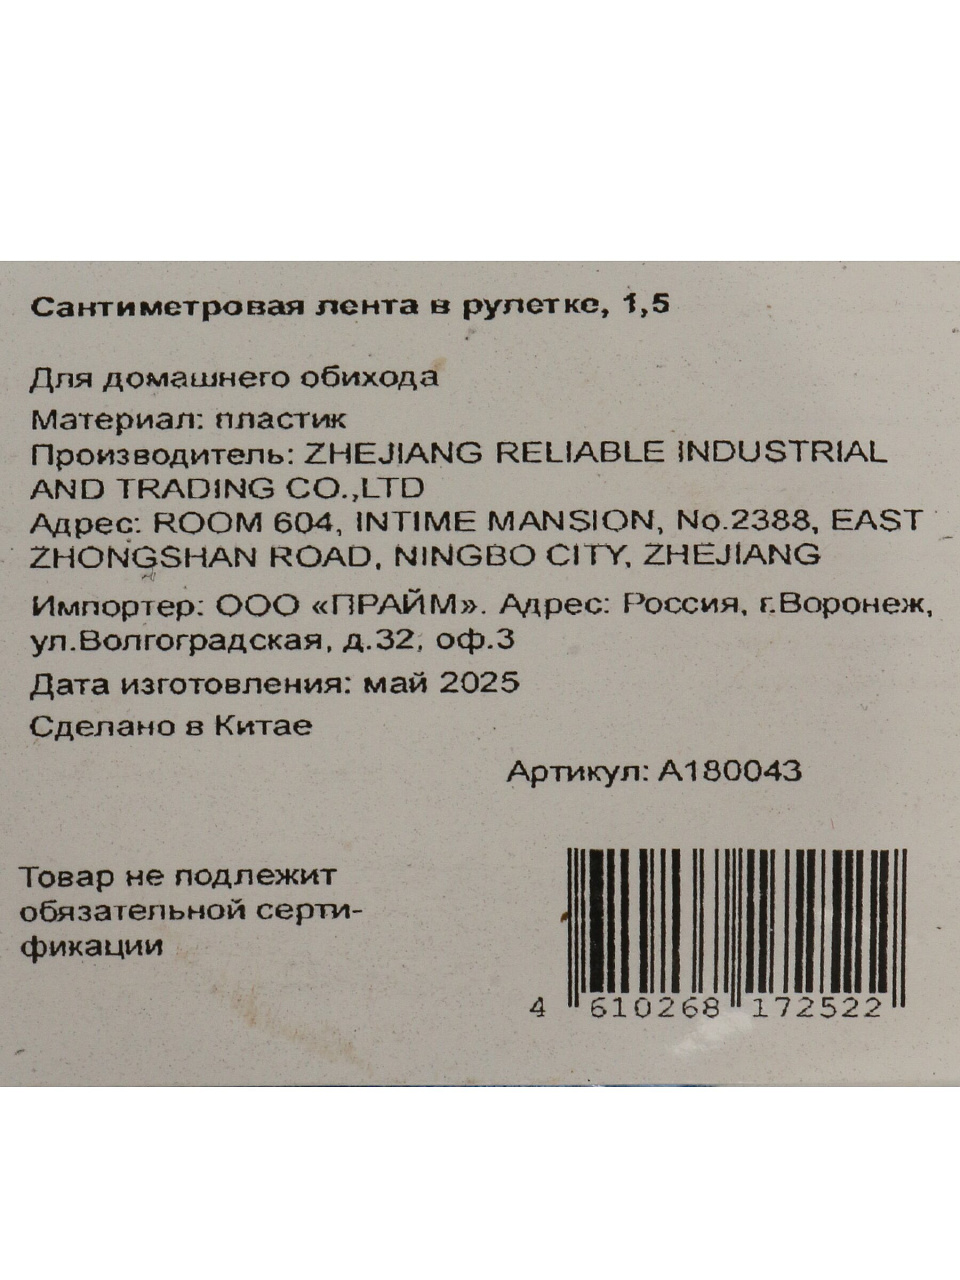 Сантиметровая лента в рулетке, 1,5
Для домашнего обихода
Материал: пластик
Производитель: ZHEJIANG RELIABLE INDUSTRIAL
AND TRADING CO.,LTD
Адрес: ROOM 604, INTIME MANSION, No.2388, EAST
ZHONGSHAN ROAD, NINGBO CITY, ZHEJIANG
Импортер: ООО «ПРАЙМ». Адрес: Россия, г.Воронеж,
ул.Волгоградская, д.32, оф.3
Дата изготовления: май 2025
Сделано в Китае
Артикул: А180043
Товар не подлежит
обязательной серти-
фикации
4 610268 172522